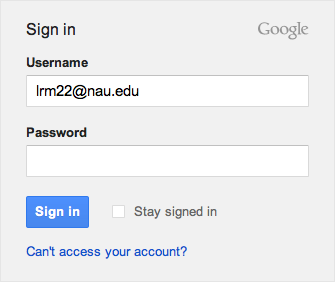 Sign in Google
Username
lrm22@nau.edu
Password
Sign in Stay signed in
Can't access your account?